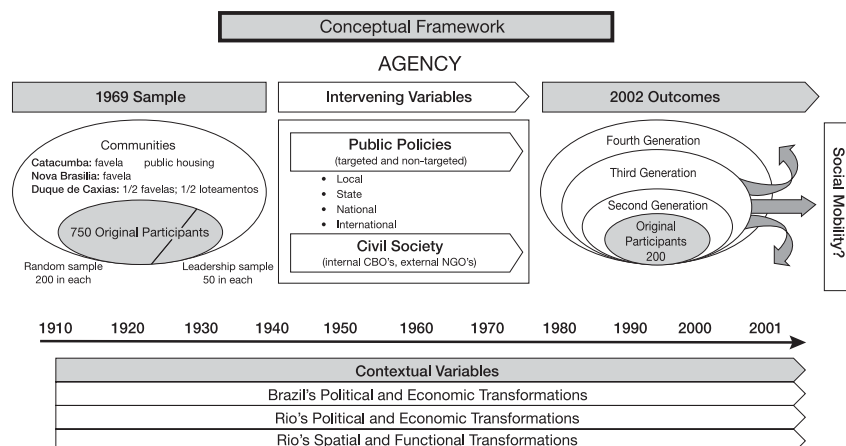 Conceptual Framework
AGENCY
1969 Sample
Communities
Catacumba: favela public housing
Nova Brasilia: favela
Duque de Caxias: 1/2 favelas; 1/2 loteamentos
750 Original Participants
Random sample
200 in each
Leadership sample
50 in each
Intervening Variables
Public Policies
(targeted and non-targeted)
• Local
• State
• National
• International
Civil Society
(internal CBO's, external NGO's)
2002 Outcomes
Fourth Generation
Third Generation
Second Generation
Original
Participants
200
Social Mobility?
1910 1920 1930 1940 1950 1960 1970 1980 1990 2000 2001
Contextual Variables
Brazil's Political and Economic Transformations
Rio's Political and Economic Transformations
Rio's Spatial and Functional Transformations